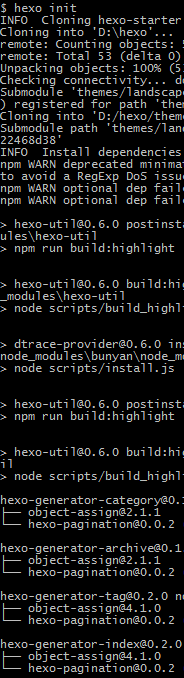 $ hexo init
INFO  Cloning hexo-starter
Cloning into 'D:\hexo'...
remote: Counting objects: 5
remote: Total 53 (delta 0)
Unpacking objects: 100% (5
Checking connectivity... d
Submodule 'themes/landscap
) registered for path 'them
Cloning into 'D:/hexo/theme
Submodule path 'themes/lan
22468d38'
INFO  Install dependencies
npm WARN deprecated minimat
to avoid a RegExp DoS issu
npm WARN optional dep faile
npm WARN optional dep faile
> hexo-util@0.6.0 postinsta
ules\hexo-util
> npm run build:highlight
> hexo-util@0.6.0 build:hig
_modules\hexo-util
> node scripts/build_highli
> dtrace-provider@0.6.0 ins
node_modules\bunyan\node_mo
> node scripts/install.js
> hexo-util@0.6.0 postinsta
> npm run build:highlight
> hexo-util@0.6.0 build:hig
il
> node scripts/build_highli
hexo-generator-category@0.1
├── object-assign@2.1.1
└── hexo-pagination@0.0.2
hexo-generator-archive@0.1.
├── object-assign@2.1.1
└── hexo-pagination@0.0.2
hexo-generator-tag@0.2.0 no
├── object-assign@4.1.0
└── hexo-pagination@0.0.2
hexo-generator-index@0.2.0
├── object-assign@4.1.0
└── hexo-pagination@0.0.2